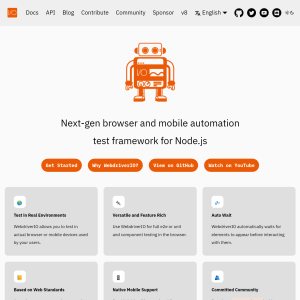 I/O Docs API Blog Contribute Community Sponsor v8 English
Next-gen browser and mobile automation
test framework for Node.js
Get Started Why WebdriverIO? View on GitHub Watch on YouTube
Test in Real Environments
WebdriverIO allows you to test in
actual browser or mobile devices used
by your users.
Versatile and Feature Rich
Use WebdriverIO for full e2e or unit
and component testing in the browser.
Auto Wait
WebdriverIO automatically waits for
elements to appear before interacting
with them.
Based on Web Standards
Native Mobile Support
Committed Community